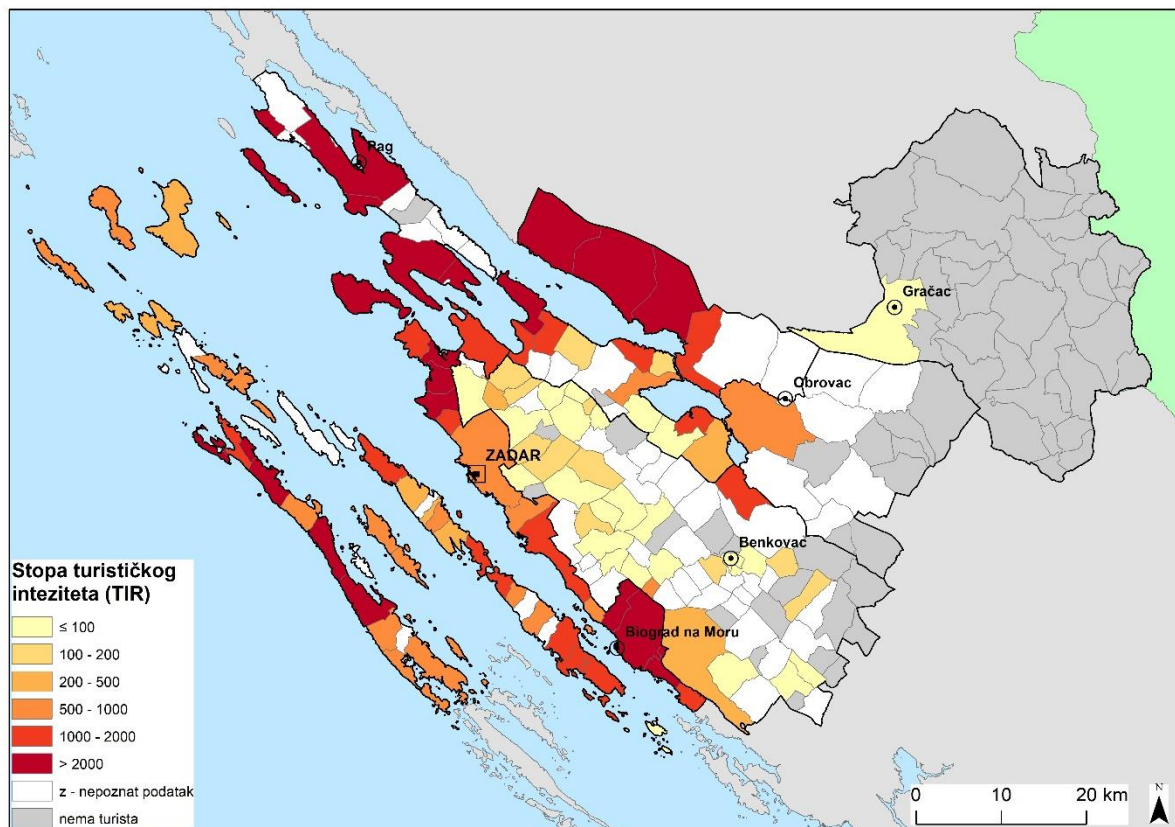 Pag
Gračac
Obrovac
ZADAR
Benkovac
Biograd na Moru
Stopa turističkog
inteziteta (TIR)
≤ 100
100 - 200
200 - 500
500 - 1000
1000 - 2000
> 2000
z - nepoznat podatak
nema turista
0 10 20 km
N